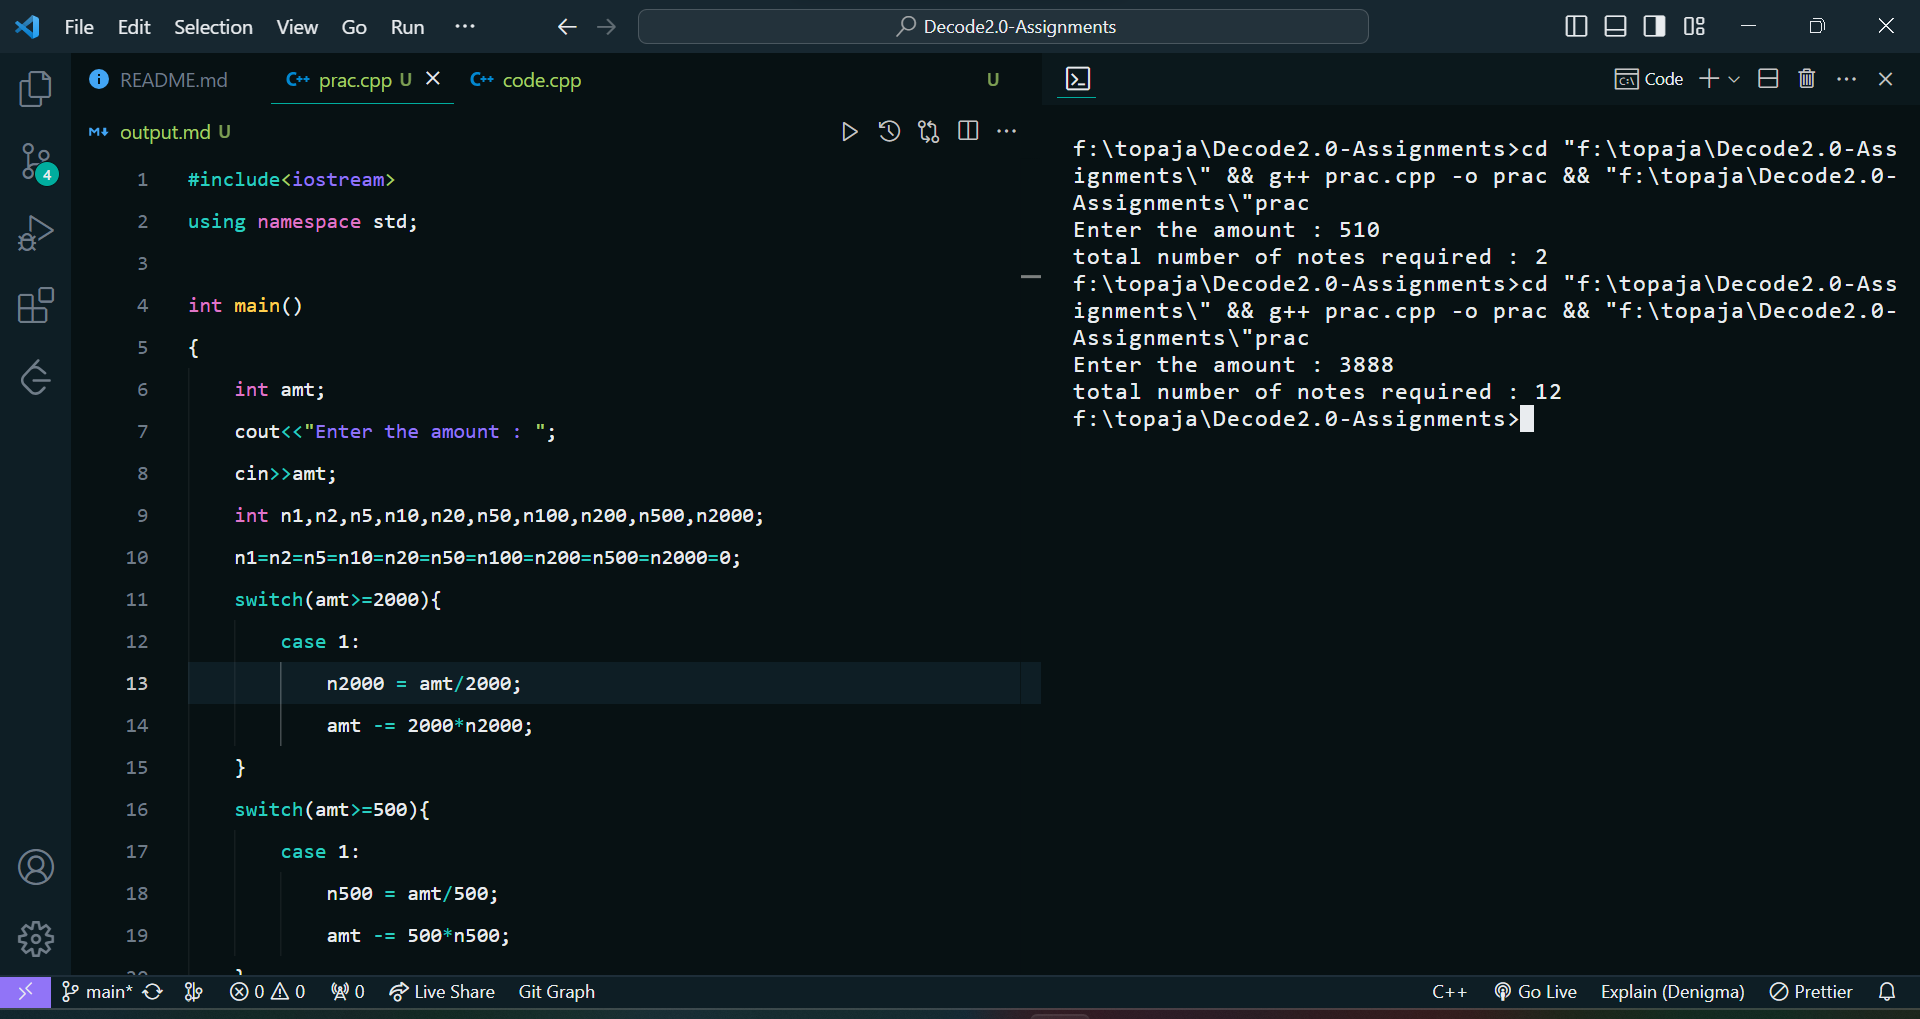 File Edit Selection View Go Run ··· Decode2.0-Assignments
README.md C++ prac.cpp U C++ code.cpp U Code
M↓ output.md U
1 #include<iostream>
2 using namespace std;
3
4 int main()
5 {
6 int amt;
7 cout<<"Enter the amount : ";
8 cin>>amt;
9 int n1,n2,n5,n10,n20,n50,n100,n200,n500,n2000;
10 n1=n2=n5=n10=n20=n50=n100=n200=n500=n2000=0;
11 switch(amt>=2000){
12 case 1:
13 n2000 = amt/2000;
14 amt -= 2000*n2000;
15 }
16 switch(amt>=500){
17 case 1:
18 n500 = amt/500;
19 amt -= 500*n500;
f:\topaja\Decode2.0-Assignments>cd "f:\topaja\Decode2.0-Ass
ignments\" && g++ prac.cpp -o prac && "f:\topaja\Decode2.0-
Assignments\"prac
Enter the amount : 510
total number of notes required : 2
f:\topaja\Decode2.0-Assignments>cd "f:\topaja\Decode2.0-Ass
ignments\" && g++ prac.cpp -o prac && "f:\topaja\Decode2.0-
Assignments\"prac
Enter the amount : 3888
total number of notes required : 12
f:\topaja\Decode2.0-Assignments>
4
main* 0 0 0 Live Share Git Graph C++ Go Live Explain (Denigma) Prettier